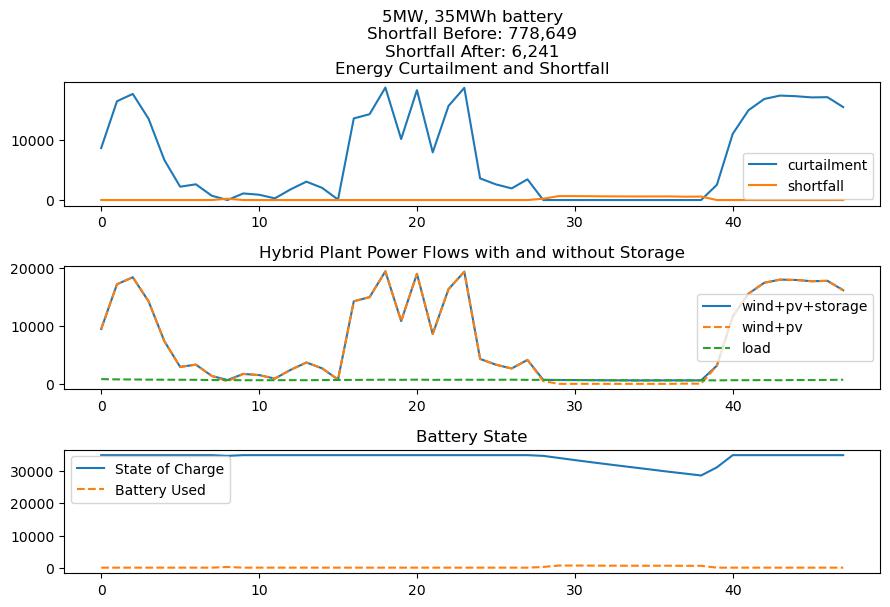 5MW, 35MWh battery
Shortfall Before: 778,649
Shortfall After: 6,241
Energy Curtailment and Shortfall
10000
0
curtailment
shortfall
0 10 20 30 40
Hybrid Plant Power Flows with and without Storage
20000
10000
0
wind+pv+storage
wind+pv
load
0 10 20 30 40
Battery State
30000
20000
10000
0
State of Charge
Battery Used
0 10 20 30 40